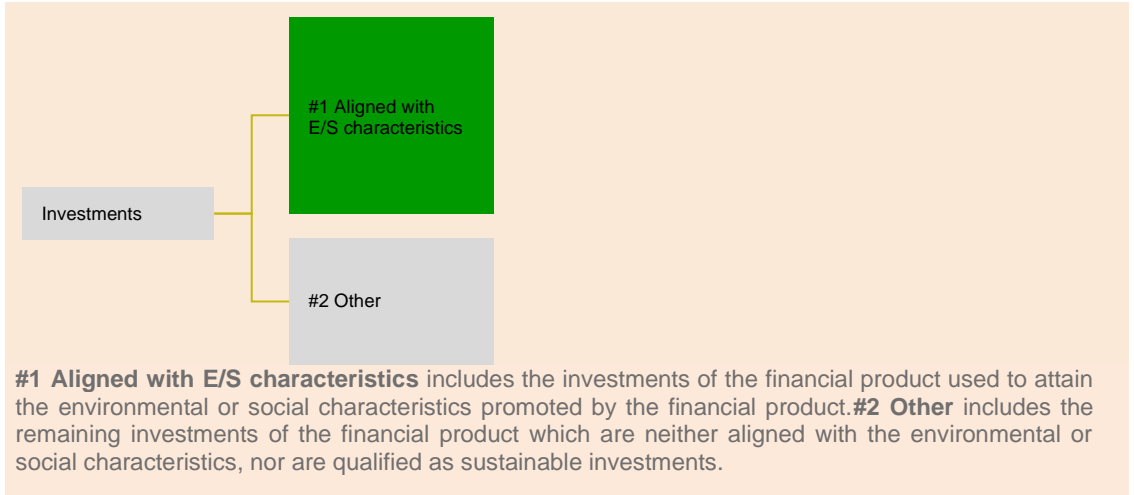 #1 Aligned with
E/S characteristics
Investments
#2 Other
#1 Aligned with E/S characteristics includes the investments of the financial product used to attain
the environmental or social characteristics promoted by the financial product.#2 Other includes the
remaining investments of the financial product which are neither aligned with the environmental or
social characteristics, nor are qualified as sustainable investments.